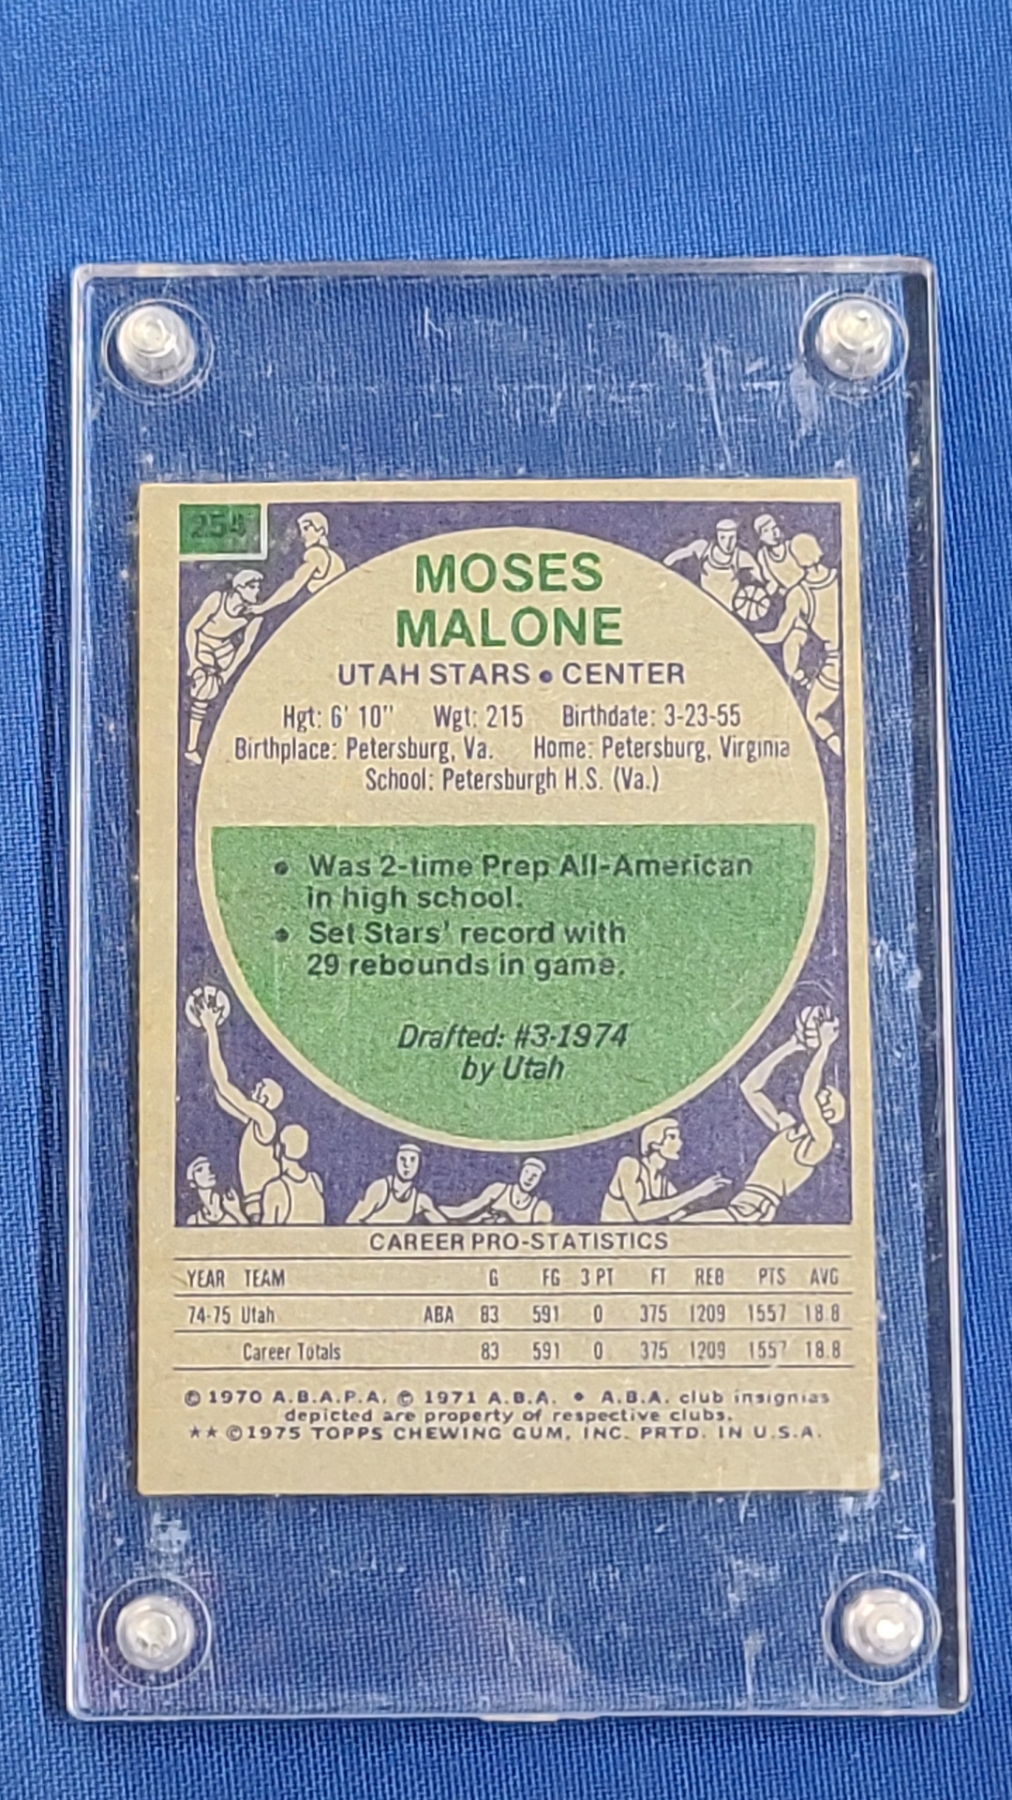 254
MOSES
MALONE
UTAH STARS • CENTER
Hgt: 6' 10" Wgt: 215 Birthdate: 3-23-55
Birthplace: Petersburg, Va. Home: Petersburg, Virginia
School: Petersburgh H.S. (Va.)
• Was 2-time Prep All-American
in high school.
• Set Stars' record with
29 rebounds in game.
Drafted: #3-1974
by Utah
CAREER PRO-STATISTICS
YEAR TEAM G FG 3 PT FT REB PTS AVG
74-75 Utah ABA 83 591 0 375 1209 1557 18.8
Career Totals 83 591 0 375 1209 1557 18.8
© 1970 A.B.A.P.A. © 1971 A.B.A. • A.B.A. club insignias
depicted are property of respective clubs.
★★ ©1975 TOPPS CHEWING GUM, INC. PRTD. IN U.S.A.